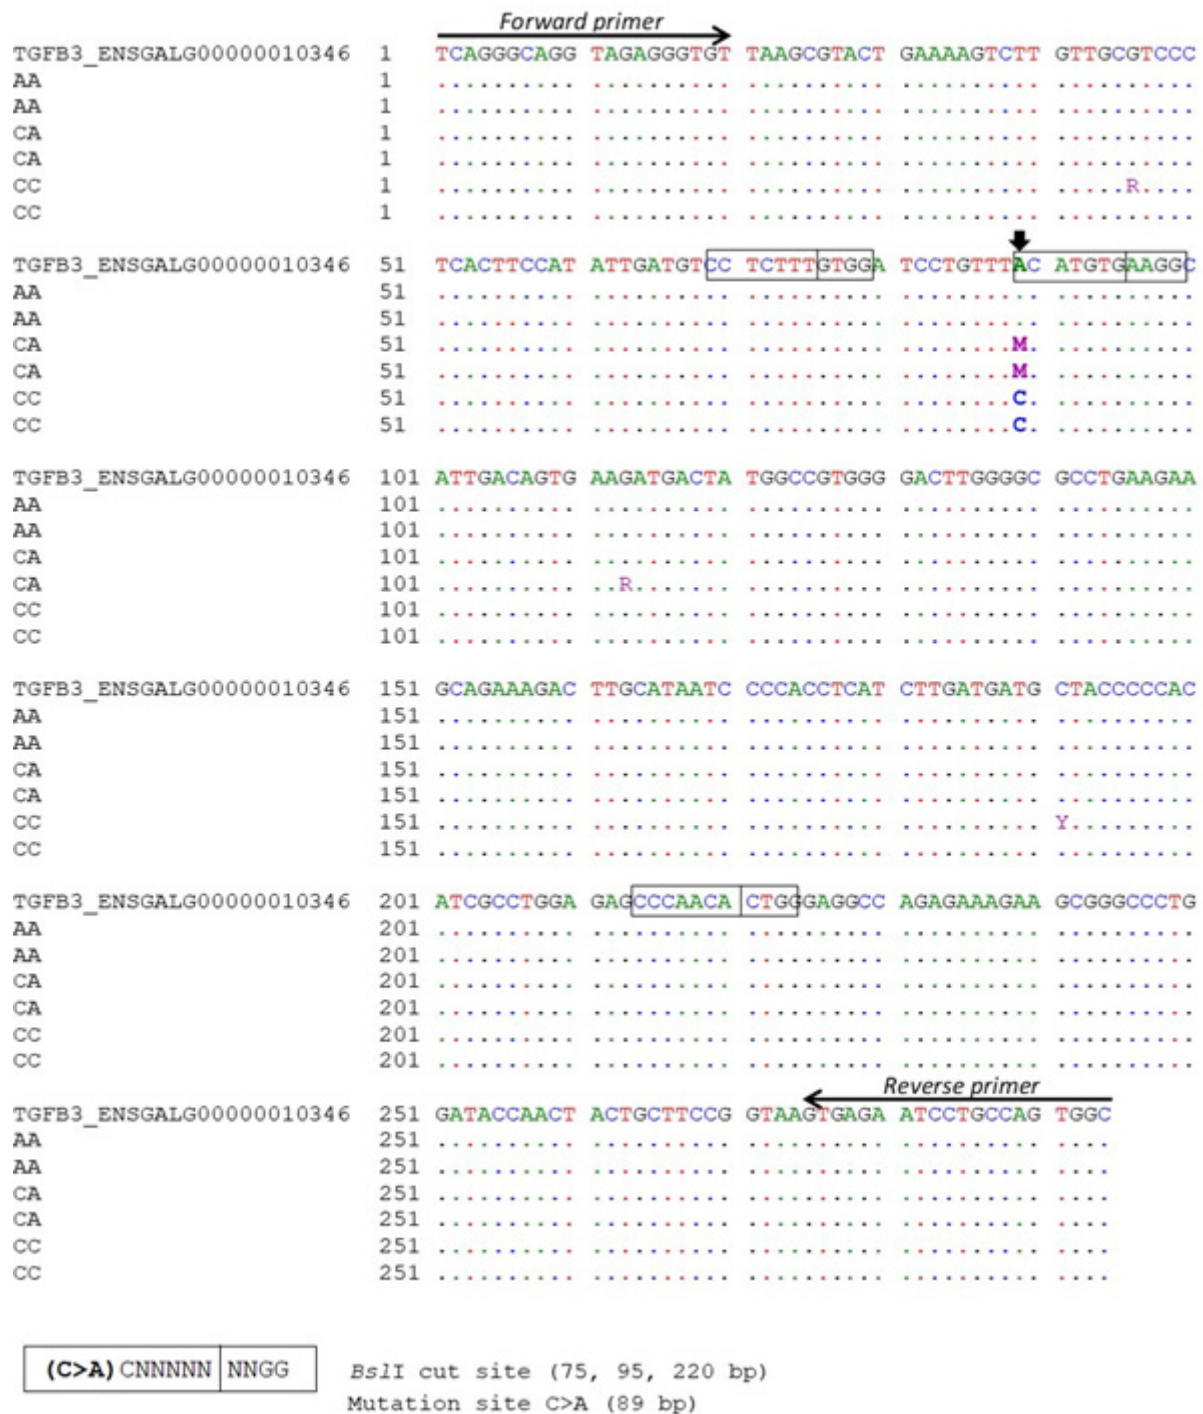 Forward primer
TGFB3_ENSGALG00000010346 1 TCAGGGCAGG TAGAGGGTGT TAAGCGTACT GAAAAGTCTT GTTGCGTCCC
AA 1 .......... .......... .......... .......... ..........
AA 1 .......... .......... .......... .......... ..........
CA 1 .......... .......... .......... .......... ..........
CA 1 .......... .......... .......... .......... ..........
CC 1 .......... .......... .......... .......... .....R....
CC 1 .......... .......... .......... .......... ..........
TGFB3_ENSGALG00000010346 51 TCACTTCCAT ATTGATGTCC TCTTTGTGGA TCCTGTTTAC ATGTGAAGGC
AA 51 .......... .......... .......... .......... ..........
AA 51 .......... .......... .......... .......... ..........
CA 51 .......... .......... .......... ........M. ..........
CA 51 .......... .......... .......... ........M. ..........
CC 51 .......... .......... .......... ........C. ..........
CC 51 .......... .......... .......... ........C. ..........
TGFB3_ENSGALG00000010346 101 ATTGACAGTG AAGATGACTA TGGCCGTGGG GACTTGGGGC GCCTGAAGAA
AA 101 .......... .......... .......... .......... ..........
AA 101 .......... .......... .......... .......... ..........
CA 101 .......... .......... .......... .......... ..........
CA 101 .......... ..R....... .......... .......... ..........
CC 101 .......... .......... .......... .......... ..........
CC 101 .......... .......... .......... .......... ..........
TGFB3_ENSGALG00000010346 151 GCAGAAAGAC TTGCATAATC CCCACCTCAT CTTGATGATG CTACCCCCAC
AA 151 .......... .......... .......... .......... ..........
AA 151 .......... .......... .......... .......... ..........
CA 151 .......... .......... .......... .......... ..........
CA 151 .......... .......... .......... .......... ..........
CC 151 .......... .......... .......... .......... Y.........
CC 151 .......... .......... .......... .......... ..........
TGFB3_ENSGALG00000010346 201 ATCGCCTGGA GAGCCCAACA CTGGGAGGCC AGAGAAAGAA GCGGGCCCTG
AA 201 .......... .......... .......... .......... ..........
AA 201 .......... .......... .......... .......... ..........
CA 201 .......... .......... .......... .......... ..........
CA 201 .......... .......... .......... .......... ..........
CC 201 .......... .......... .......... .......... ..........
CC 201 .......... .......... .......... .......... ..........
Reverse primer
TGFB3_ENSGALG00000010346 251 GATACCAACT ACTGCTTCCG GTAAGTGAGA ATCCTGCCAG TGGC
AA 251 .......... .......... .......... .......... ....
AA 251 .......... .......... .......... .......... ....
CA 251 .......... .......... .......... .......... ....
CA 251 .......... .......... .......... .......... ....
CC 251 .......... .......... .......... .......... ....
CC 251 .......... .......... .......... .......... ....
(C>A) CNNNNN NNGG BslI cut site (75, 95, 220 bp)
Mutation site C>A (89 bp)